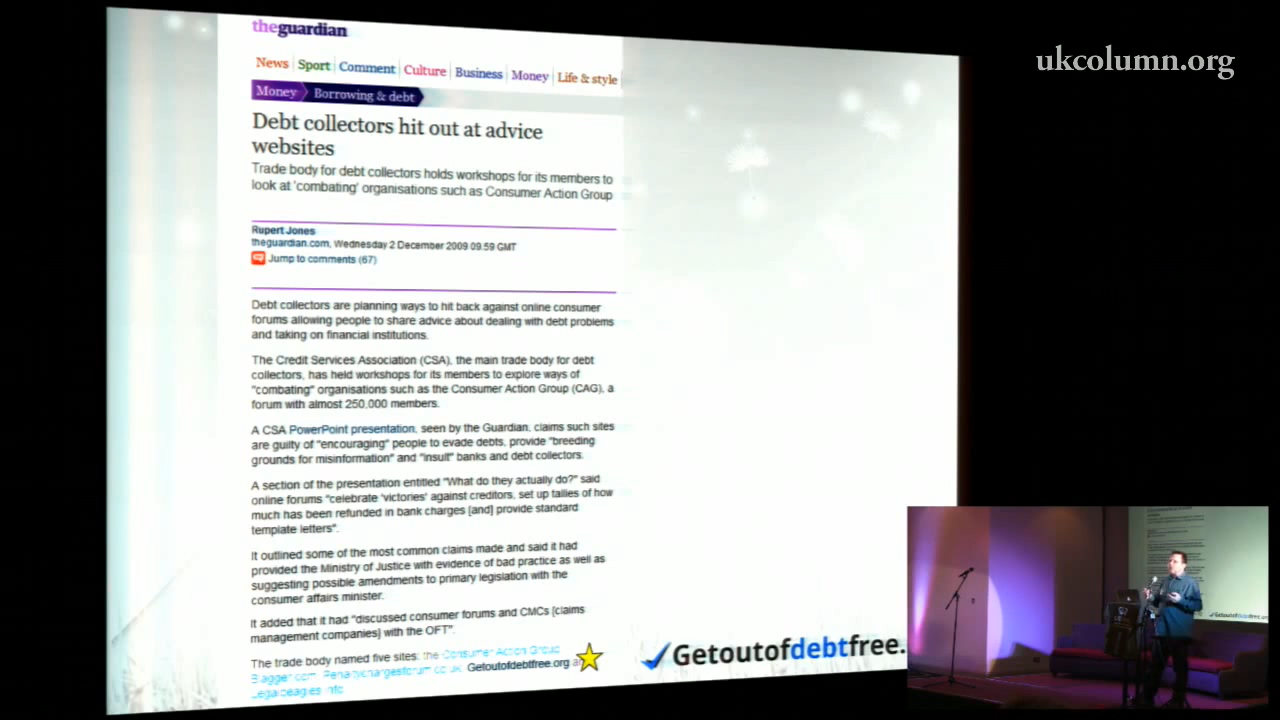 ukcolumn.org
theguardian
News Sport Comment Culture Business Money Life & style
Money Borrowing & debt
Debt collectors hit out at advice
websites
Trade body for debt collectors holds workshops for its members to
look at 'combating' organisations such as Consumer Action Group
Rupert Jones
theguardian.com, Wednesday 2 December 2009 09.59 GMT
Jump to comments (67)
Debt collectors are planning ways to hit back against online consumer
forums allowing people to share advice about dealing with debt problems
and taking on financial institutions.
The Credit Services Association (CSA), the main trade body for debt
collectors, has held workshops for its members to explore ways of
"combating" organisations such as the Consumer Action Group (CAG), a
forum with almost 250,000 members.
A CSA PowerPoint presentation, seen by the Guardian, claims such sites
are guilty of "encouraging" people to evade debts, provide "breeding
grounds for misinformation" and "insult" banks and debt collectors.
A section of the presentation entitled "What do they actually do?" said
online forums "celebrate 'victories' against creditors, set up tallies of how
much has been refunded in bank charges [and] provide standard
template letters".
It outlined some of the most common claims made and said it had
provided the Ministry of Justice with evidence of bad practice as well as
suggesting possible amendments to primary legislation with the
consumer affairs minister.
It added that it had "discussed consumer forums and CMCs [claims
management companies] with the OFT".
The trade body named five sites: the Consumer Action Group
Blagger.com, Penaltychargesforum.co.uk, Getoutofdebtfree.org
Legalbeagles.info
Getoutofdebtfree.